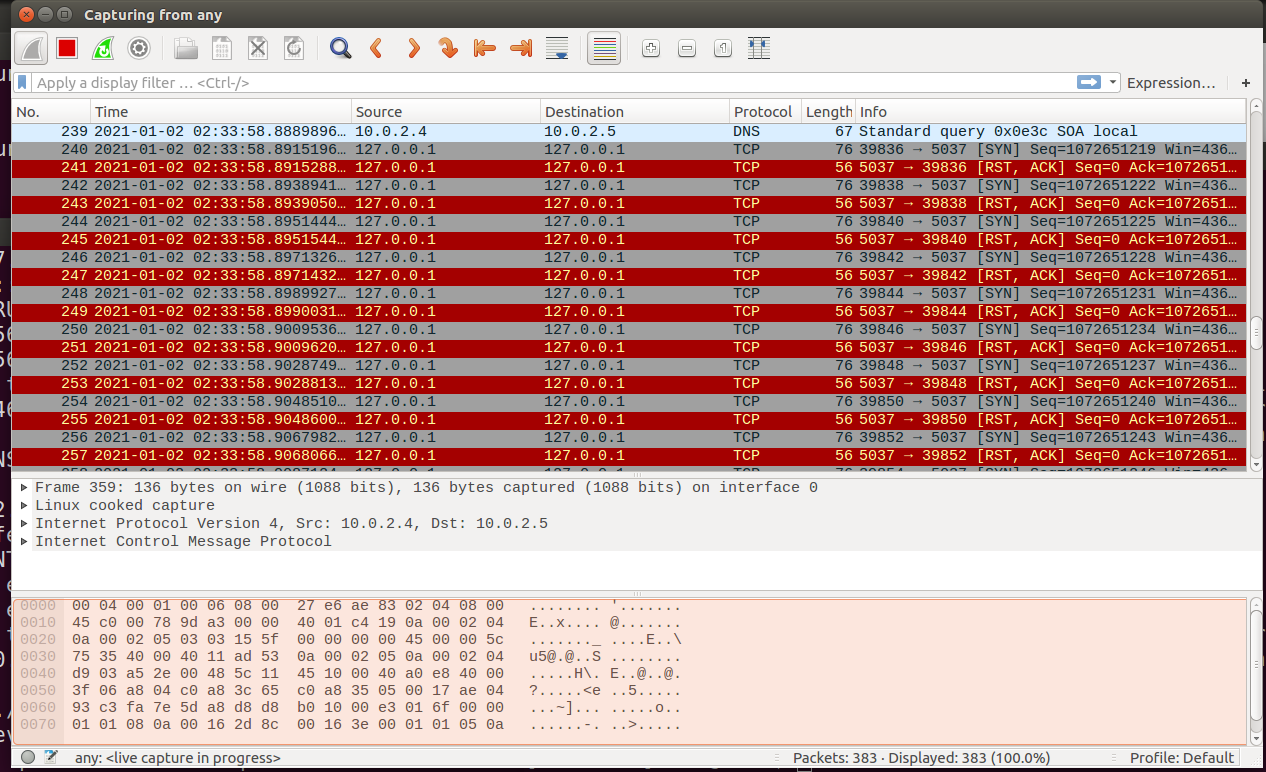 Capturing from any
Apply a display filter ... <Ctrl-/> Expression... +
No. Time Source Destination Protocol Length Info
239 2021-01-02 02:33:58.8889896… 10.0.2.4 10.0.2.5 DNS 67 Standard query 0x0e3c SOA local
240 2021-01-02 02:33:58.8915196… 127.0.0.1 127.0.0.1 TCP 76 39836 → 5037 [SYN] Seq=1072651219 Win=436…
241 2021-01-02 02:33:58.8915288… 127.0.0.1 127.0.0.1 TCP 56 5037 → 39836 [RST, ACK] Seq=0 Ack=1072651…
242 2021-01-02 02:33:58.8938941… 127.0.0.1 127.0.0.1 TCP 76 39838 → 5037 [SYN] Seq=1072651222 Win=436…
243 2021-01-02 02:33:58.8939050… 127.0.0.1 127.0.0.1 TCP 56 5037 → 39838 [RST, ACK] Seq=0 Ack=1072651…
244 2021-01-02 02:33:58.8951444… 127.0.0.1 127.0.0.1 TCP 76 39840 → 5037 [SYN] Seq=1072651225 Win=436…
245 2021-01-02 02:33:58.8951544… 127.0.0.1 127.0.0.1 TCP 56 5037 → 39840 [RST, ACK] Seq=0 Ack=1072651…
246 2021-01-02 02:33:58.8971326… 127.0.0.1 127.0.0.1 TCP 76 39842 → 5037 [SYN] Seq=1072651228 Win=436…
247 2021-01-02 02:33:58.8971432… 127.0.0.1 127.0.0.1 TCP 56 5037 → 39842 [RST, ACK] Seq=0 Ack=1072651…
248 2021-01-02 02:33:58.8989927… 127.0.0.1 127.0.0.1 TCP 76 39844 → 5037 [SYN] Seq=1072651231 Win=436…
249 2021-01-02 02:33:58.8990031… 127.0.0.1 127.0.0.1 TCP 56 5037 → 39844 [RST, ACK] Seq=0 Ack=1072651…
250 2021-01-02 02:33:58.9009536… 127.0.0.1 127.0.0.1 TCP 76 39846 → 5037 [SYN] Seq=1072651234 Win=436…
251 2021-01-02 02:33:58.9009620… 127.0.0.1 127.0.0.1 TCP 56 5037 → 39846 [RST, ACK] Seq=0 Ack=1072651…
252 2021-01-02 02:33:58.9028749… 127.0.0.1 127.0.0.1 TCP 76 39848 → 5037 [SYN] Seq=1072651237 Win=436…
253 2021-01-02 02:33:58.9028813… 127.0.0.1 127.0.0.1 TCP 56 5037 → 39848 [RST, ACK] Seq=0 Ack=1072651…
254 2021-01-02 02:33:58.9048510… 127.0.0.1 127.0.0.1 TCP 76 39850 → 5037 [SYN] Seq=1072651240 Win=436…
255 2021-01-02 02:33:58.9048600… 127.0.0.1 127.0.0.1 TCP 56 5037 → 39850 [RST, ACK] Seq=0 Ack=1072651…
256 2021-01-02 02:33:58.9067982… 127.0.0.1 127.0.0.1 TCP 76 39852 → 5037 [SYN] Seq=1072651243 Win=436…
257 2021-01-02 02:33:58.9068066… 127.0.0.1 127.0.0.1 TCP 56 5037 → 39852 [RST, ACK] Seq=0 Ack=1072651…
Frame 359: 136 bytes on wire (1088 bits), 136 bytes captured (1088 bits) on interface 0
Linux cooked capture
Internet Protocol Version 4, Src: 10.0.2.4, Dst: 10.0.2.5
Internet Control Message Protocol
0000 00 04 00 01 00 06 08 00 27 e6 ae 83 02 04 08 00 ........ '.......
0010 45 c0 00 78 9d a3 00 00 40 01 c4 19 0a 00 02 04 E..x.... @.......
0020 0a 00 02 05 03 03 15 5f 00 00 00 00 45 00 00 5c ......._ ....E..\
0030 75 35 40 00 40 11 ad 53 0a 00 02 05 0a 00 02 04 u5@.@..S ........
0040 d9 03 a5 2e 00 48 5c 11 45 10 00 40 a0 e8 40 00 .....H\. E..@..@.
0050 3f 06 a8 04 c0 a8 3c 65 c0 a8 35 05 00 17 ae 04 ?.....<e ..5.....
0060 93 c3 fa 7e 5d a8 d8 d8 b0 10 00 e3 01 6f 00 00 ...~]... .....o..
0070 01 01 08 0a 00 16 2d 8c 00 16 3e 00 01 01 05 0a ......-. ..>.....
any: <live capture in progress> Packets: 383 · Displayed: 383 (100.0%) Profile: Default